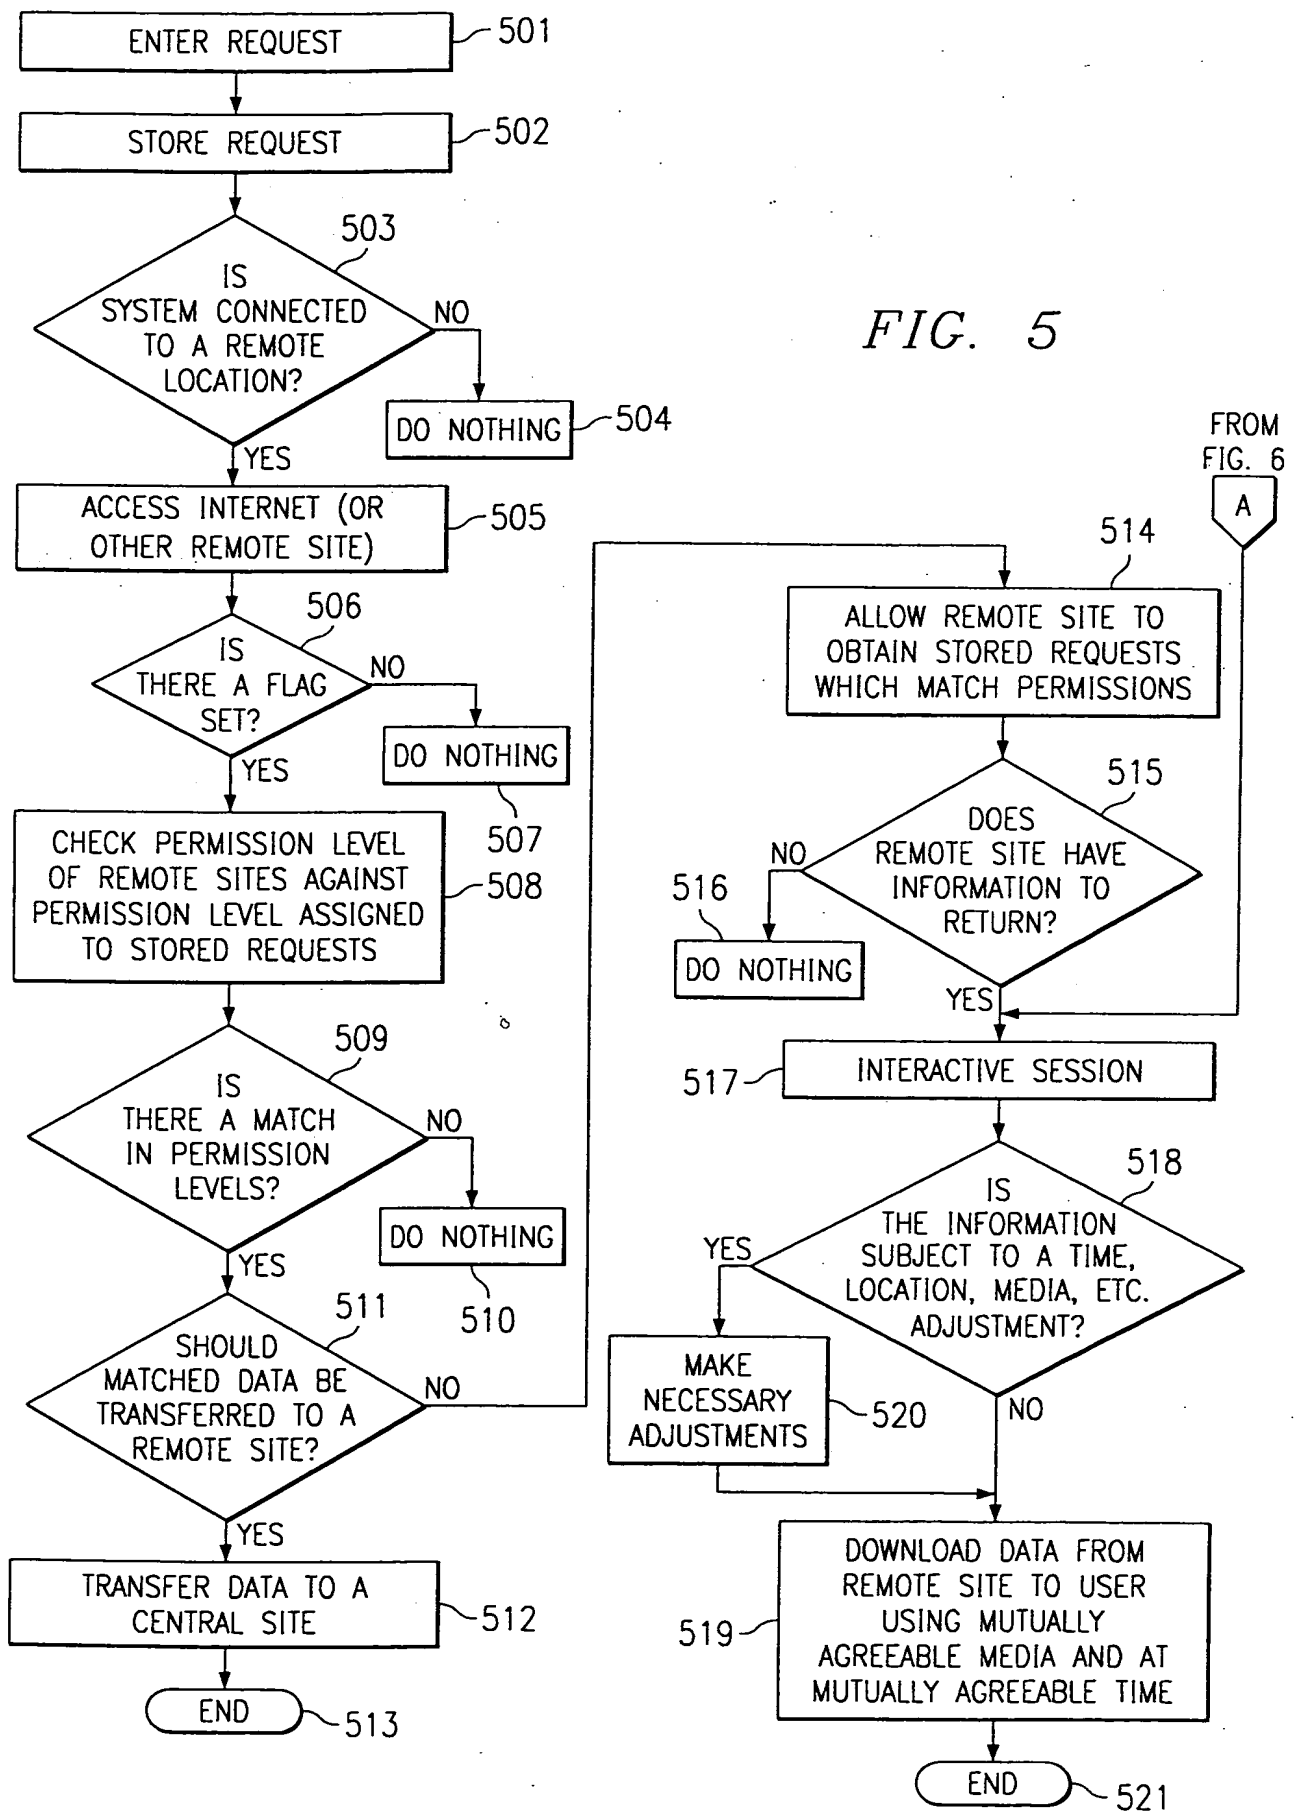 ENTER REQUEST
501
STORE REQUEST
502
503
IS
SYSTEM CONNECTED
TO A REMOTE
LOCATION?
NO
DO NOTHING
504
YES
ACCESS INTERNET (OR
OTHER REMOTE SITE)
505
506
IS
THERE A FLAG
SET?
NO
DO NOTHING
507
YES
CHECK PERMISSION LEVEL
OF REMOTE SITES AGAINST
PERMISSION LEVEL ASSIGNED
TO STORED REQUESTS
508
509
IS
THERE A MATCH
IN PERMISSION
LEVELS?
NO
DO NOTHING
510
YES
511
SHOULD
MATCHED DATA BE
TRANSFERRED TO A
REMOTE SITE?
NO
YES
TRANSFER DATA TO A
CENTRAL SITE
512
END
513
FIG. 5
FROM
FIG. 6
A
514
ALLOW REMOTE SITE TO
OBTAIN STORED REQUESTS
WHICH MATCH PERMISSIONS
515
DOES
REMOTE SITE HAVE
INFORMATION TO
RETURN?
NO
516
DO NOTHING
YES
517
INTERACTIVE SESSION
518
IS
THE INFORMATION
SUBJECT TO A TIME,
LOCATION, MEDIA, ETC.
ADJUSTMENT?
YES
MAKE
NECESSARY
ADJUSTMENTS
520
NO
DOWNLOAD DATA FROM
REMOTE SITE TO USER
USING MUTUALLY
AGREEABLE MEDIA AND AT
MUTUALLY AGREEABLE TIME
519
END
521